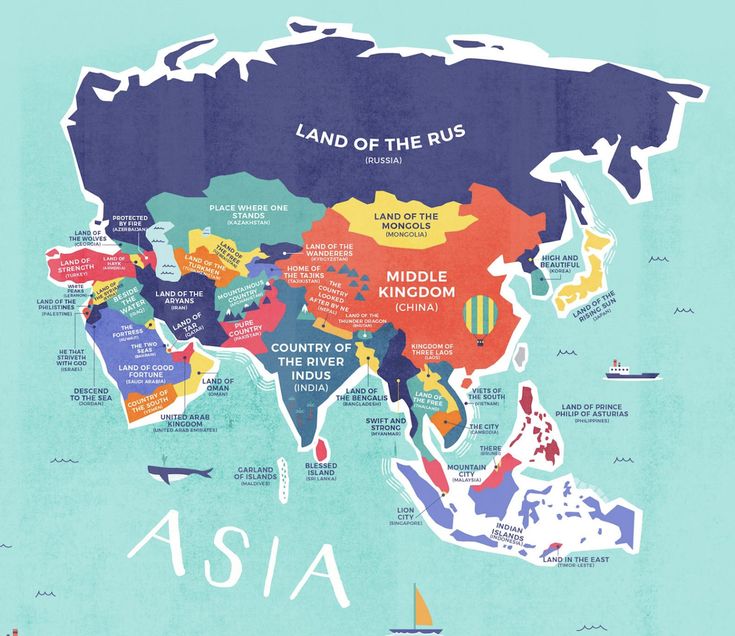 LAND OF THE RUS
(RUSSIA)
PLACE WHERE ONE
STANDS
(KAZAKHSTAN)
LAND OF THE
MONGOLS
(MONGOLIA)
PROTECTED
BY FIRE
(AZERBAIJAN)
LAND OF
THE WOLVES
(GEORGIA)
LAND OF
STRENGTH
(TURKEY)
LAND OF
HAYK
(ARMENIA)
LAND OF
THE FREE
LAND OF THE
TURKMEN
LAND OF THE
WANDERERS
(KYRGYZSTAN)
HOME OF
THE TAJIKS
(TAJIKISTAN)
MIDDLE
KINGDOM
(CHINA)
HIGH AND
BEAUTIFUL
(KOREA)
LAND OF THE
RISING SUN
(JAPAN)
WHITE
PEAKS
(LEBANON)
LAND OF THE
PHILISTINES
(PALESTINE)
BESIDE
THE
WATER
(IRAQ)
LAND OF THE
ARYANS
(IRAN)
MOUNTAINOUS
COUNTRY
THE
COUNTRY
LOOKED
AFTER BY NE
(NEPAL)
LAND OF THE
THUNDER DRAGON
(BHUTAN)
THE
FORTRESS
(KUWAIT)
LAND OF
TAR
(QATAR)
PURE
COUNTRY
(PAKISTAN)
THE TWO
SEAS
(BAHRAIN)
COUNTRY OF
THE RIVER
INDUS
(INDIA)
KINGDOM OF
THREE LAOS
(LAOS)
HE THAT
STRIVETH WITH
GOD
(ISRAEL)
LAND OF GOOD
FORTUNE
(SAUDI ARABIA)
LAND OF
OMAN
(OMAN)
DESCEND
TO THE SEA
(JORDAN)
COUNTRY OF
THE SOUTH
(YEMEN)
LAND OF
THE BENGALIS
(BANGLADESH)
LAND OF
THE FREE
(THAILAND)
VIETS OF
THE SOUTH
(VIETNAM)
UNITED ARAB
KINGDOM
(UNITED ARAB EMIRATES)
SWIFT AND
STRONG
(MYANMAR)
THE CITY
(CAMBODIA)
LAND OF PRINCE
PHILIP OF ASTURIAS
(PHILIPPINES)
GARLAND
OF ISLANDS
(MALDIVES)
BLESSED
ISLAND
(SRI LANKA)
THERE
(BRUNEI)
MOUNTAIN
CITY
(MALAYSIA)
LION
CITY
(SINGAPORE)
INDIAN
ISLANDS
(INDONESIA)
LAND IN THE EAST
(TIMOR-LESTE)
ASIA